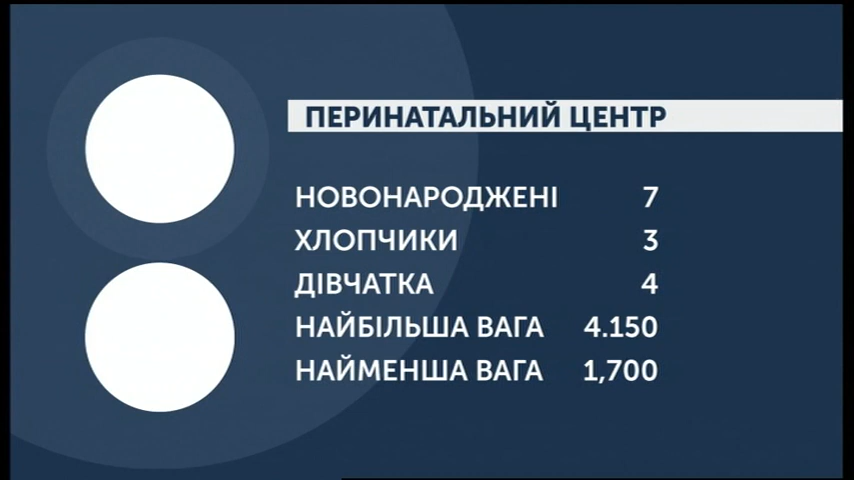 ПЕРИНАТАЛЬНИЙ ЦЕНТР
НОВОНАРОДЖЕНІ 7
ХЛОПЧИКИ 3
ДІВЧАТКА 4
НАЙБІЛЬША ВАГА 4.150
НАЙМЕНША ВАГА 1,700